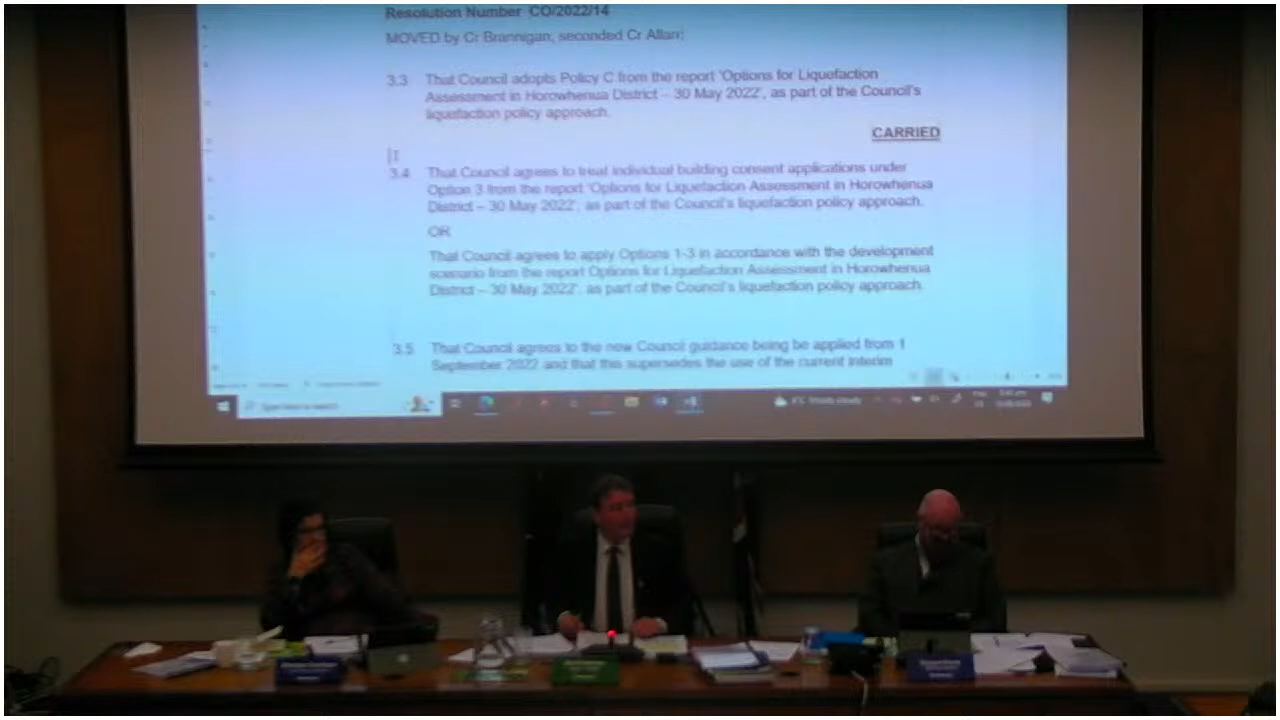 Resolution Number CO/2022/14
MOVED by Cr Brannigan, seconded Cr Allan:
3.3 That Council adopts Policy C from the report 'Options for Liquefaction
Assessment in Horowhenua District – 30 May 2022', as part of the Council's
liquefaction policy approach.
CARRIED
3.4 That Council agrees to treat individual building consent applications under
Option 3 from the report 'Options for Liquefaction Assessment in Horowhenua
District – 30 May 2022', as part of the Council's liquefaction policy approach.
OR
That Council agrees to apply Options 1-3 in accordance with the development
scenario from the report Options for Liquefaction Assessment in Horowhenua
District – 30 May 2022', as part of the Council's liquefaction policy approach.
3.5 That Council agrees to the new Council guidance being be applied from 1
September 2022 and that this supersedes the use of the current interim
Type here to search